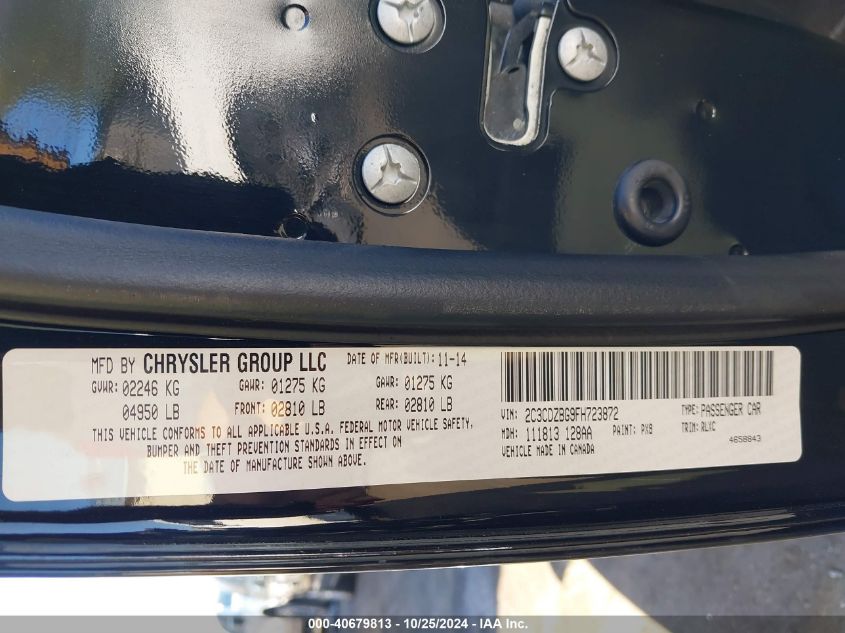 MFD BY CHRYSLER GROUP LLC DATE OF MFR(BUILT): 11-14
GVWR: 02246 KG GAWR: 01275 KG GAWR: 01275 KG
04950 LB FRONT: 02810 LB REAR: 02810 LB
THIS VEHICLE CONFORMS TO ALL APPLICABLE U.S.A. FEDERAL MOTOR VEHICLE SAFETY,
BUMPER AND THEFT PREVENTION STANDARDS IN EFFECT ON
THE DATE OF MANUFACTURE SHOWN ABOVE.
VIN: 2C3CDZBG9FH723872 TYPE: PASSENGER CAR
MDH: 111813 128AA PAINT: PX8 TRIM: RLXC
VEHICLE MADE IN CANADA 4658843
000-40679813 - 10/25/2024 - IAA Inc.